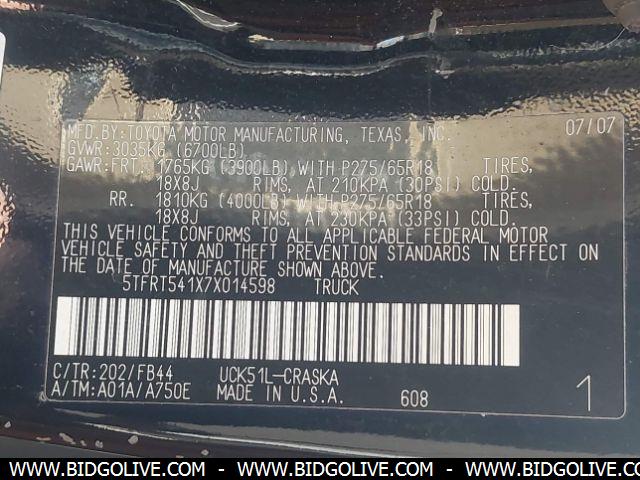 MFD.BY:TOYOTA MOTOR MANUFACTURING, TEXAS, INC. 07/07
GVWR:3035KG (6700LB)
GAWR:FRT. 1765KG (3900LB) WITH P275/65R18 TIRES,
18X8J RIMS, AT 210KPA (30PSI) COLD.
RR. 1810KG (4000LB) WITH P275/65R18 TIRES,
18X8J RIMS, AT 230KPA (33PSI) COLD.
THIS VEHICLE CONFORMS TO ALL APPLICABLE FEDERAL MOTOR
VEHICLE SAFETY AND THEFT PREVENTION STANDARDS IN EFFECT ON
THE DATE OF MANUFACTURE SHOWN ABOVE.
5TFRT541X7X014598 TRUCK
C/TR:202/FB44 UCK51L-CRASKA
A/TM:A01A/A750E MADE IN U.S.A. 608 1
WWW.BIDGOLIVE.COM - WWW.BIDGOLIVE.COM - WWW.BIDGOLIVE.COM